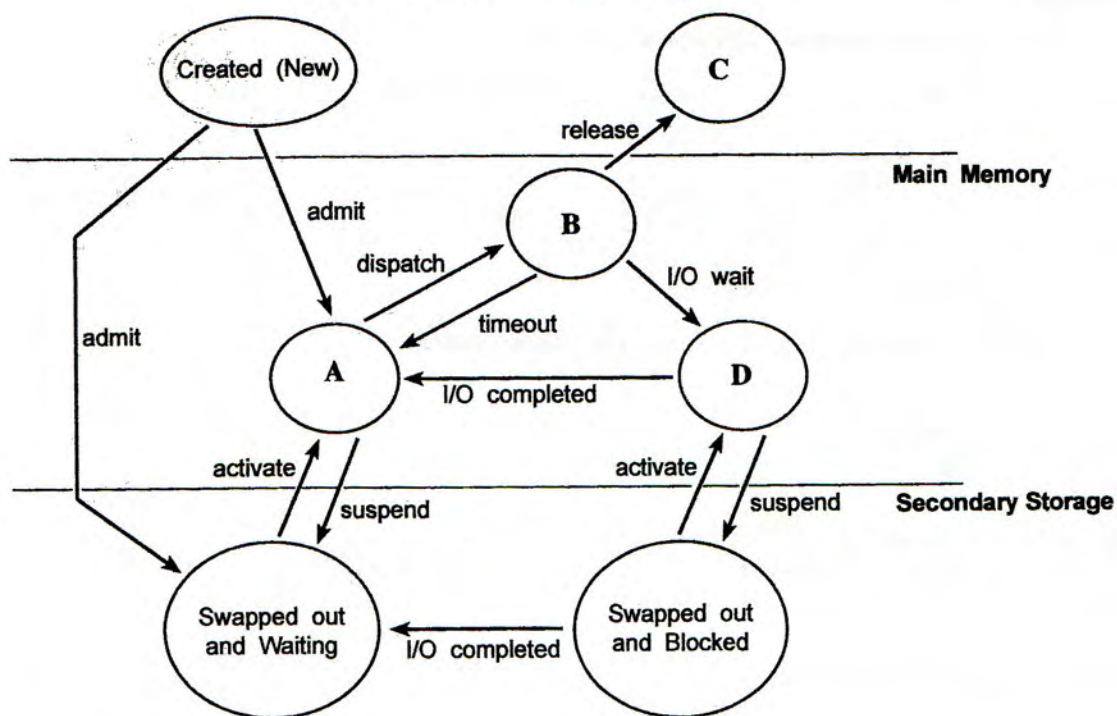 Created (New)
C
release
Main Memory
admit
B
dispatch
I/O wait
timeout
admit
A
D
I/O completed
activate
activate
suspend
suspend
Secondary Storage
Swapped out
and Waiting
Swapped out
and Blocked
I/O completed